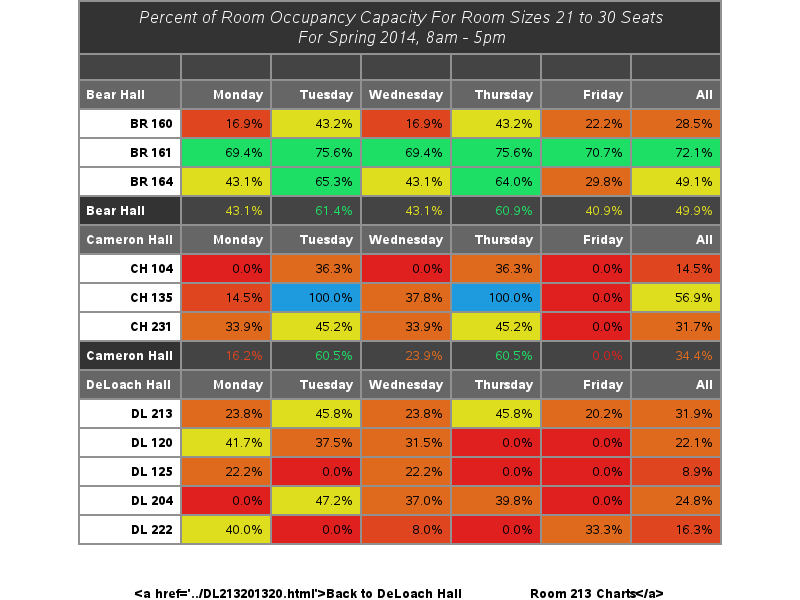 Percent of Room Occupancy Capacity For Room Sizes 21 to 30 Seats
For Spring 2014, 8am - 5pm
Bear Hall Monday Tuesday Wednesday Thursday Friday All
BR 160 16.9% 43.2% 16.9% 43.2% 22.2% 28.5%
BR 161 69.4% 75.6% 69.4% 75.6% 70.7% 72.1%
BR 164 43.1% 65.3% 43.1% 64.0% 29.8% 49.1%
Bear Hall 43.1% 61.4% 43.1% 60.9% 40.9% 49.9%
Cameron Hall Monday Tuesday Wednesday Thursday Friday All
CH 104 0.0% 36.3% 0.0% 36.3% 0.0% 14.5%
CH 135 14.5% 100.0% 37.8% 100.0% 0.0% 56.9%
CH 231 33.9% 45.2% 33.9% 45.2% 0.0% 31.7%
Cameron Hall 16.2% 60.5% 23.9% 60.5% 0.0% 34.4%
DeLoach Hall Monday Tuesday Wednesday Thursday Friday All
DL 213 23.8% 45.8% 23.8% 45.8% 20.2% 31.9%
DL 120 41.7% 37.5% 31.5% 0.0% 0.0% 22.1%
DL 125 22.2% 0.0% 22.2% 0.0% 0.0% 8.9%
DL 204 0.0% 47.2% 37.0% 39.8% 0.0% 24.8%
DL 222 40.0% 0.0% 8.0% 0.0% 33.3% 16.3%
<a href='../DL213201320.html'>Back to DeLoach Hall Room 213 Charts</a>